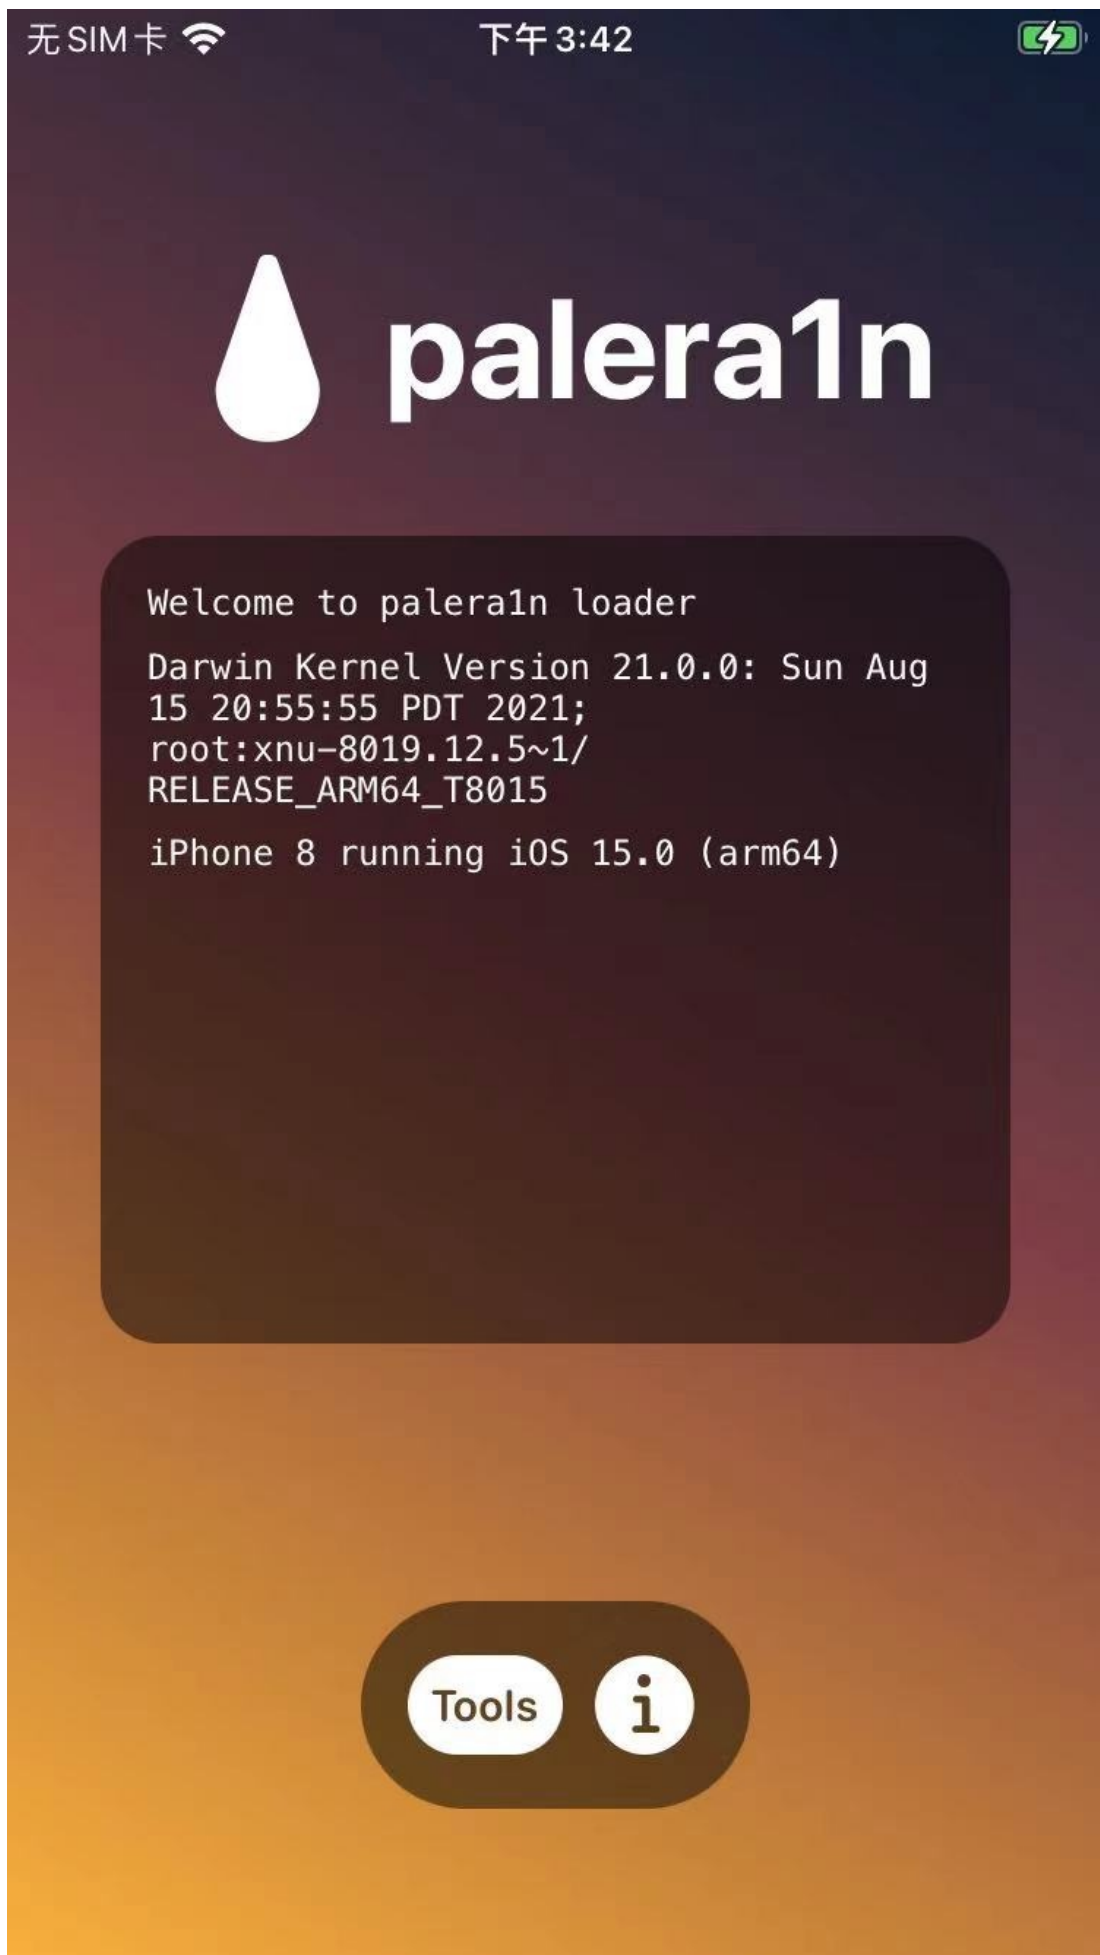 无SIM卡 下午3:42
palera1n
Welcome to palera1n loader
Darwin Kernel Version 21.0.0: Sun Aug
15 20:55:55 PDT 2021;
root:xnu-8019.12.5~1/
RELEASE_ARM64_T8015
iPhone 8 running iOS 15.0 (arm64)
Tools i